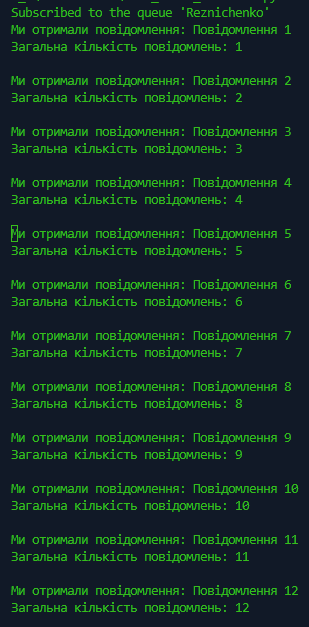 Subscribed to the queue 'Reznichenko'
Ми отримали повідомлення: Повідомлення 1
Загальна кількість повідомлень: 1
Ми отримали повідомлення: Повідомлення 2
Загальна кількість повідомлень: 2
Ми отримали повідомлення: Повідомлення 3
Загальна кількість повідомлень: 3
Ми отримали повідомлення: Повідомлення 4
Загальна кількість повідомлень: 4
Ми отримали повідомлення: Повідомлення 5
Загальна кількість повідомлень: 5
Ми отримали повідомлення: Повідомлення 6
Загальна кількість повідомлень: 6
Ми отримали повідомлення: Повідомлення 7
Загальна кількість повідомлень: 7
Ми отримали повідомлення: Повідомлення 8
Загальна кількість повідомлень: 8
Ми отримали повідомлення: Повідомлення 9
Загальна кількість повідомлень: 9
Ми отримали повідомлення: Повідомлення 10
Загальна кількість повідомлень: 10
Ми отримали повідомлення: Повідомлення 11
Загальна кількість повідомлень: 11
Ми отримали повідомлення: Повідомлення 12
Загальна кількість повідомлень: 12